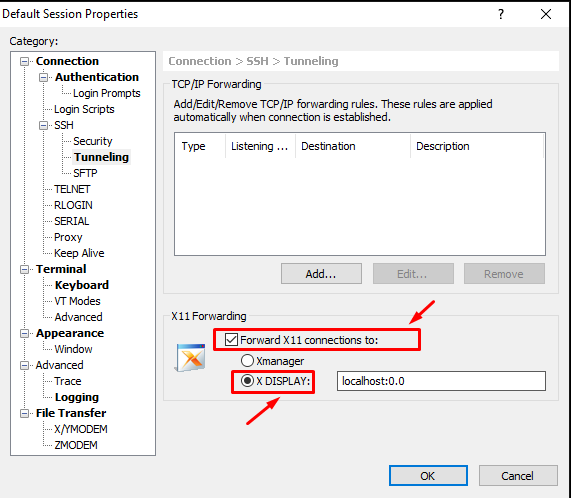 Default Session Properties
?
Category:
Connection
Authentication
Login Prompts
Login Scripts
SSH
Security
Tunneling
SFTP
TELNET
RLOGIN
SERIAL
Proxy
Keep Alive
Terminal
Keyboard
VT Modes
Advanced
Appearance
Window
Advanced
Trace
Logging
File Transfer
X/YMODEM
ZMODEM
Connection > SSH > Tunneling
TCP/IP Forwarding
Add/Edit/Remove TCP/IP forwarding rules. These rules are applied
automatically when connection is established.
Type Listening ... Destination Description
Add... Edit... Remove
X11 Forwarding
Forward X11 connections to:
Xmanager
X DISPLAY: localhost:0.0
OK Cancel